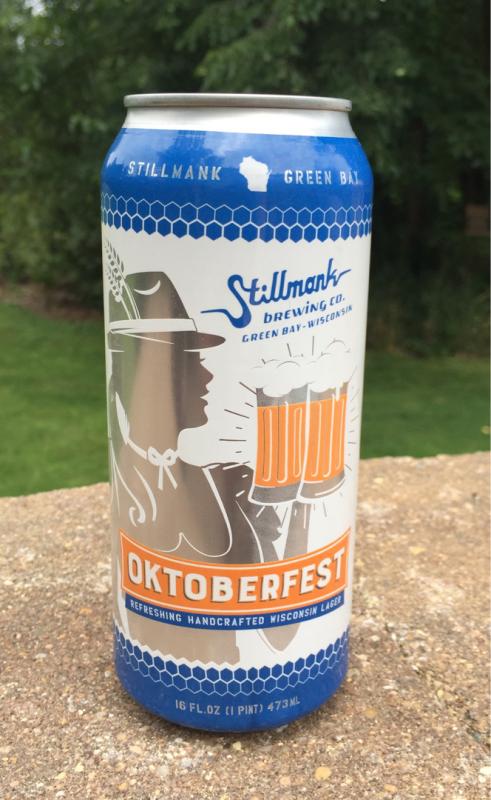 STILLMANK GREEN BAY
Stillmank
BREWING CO.
GREEN BAY-WISCONSIN
OKTOBERFEST
REFRESHING HANDCRAFTED WISCONSIN LAGER
16 FL.OZ (1 PINT) 473ML